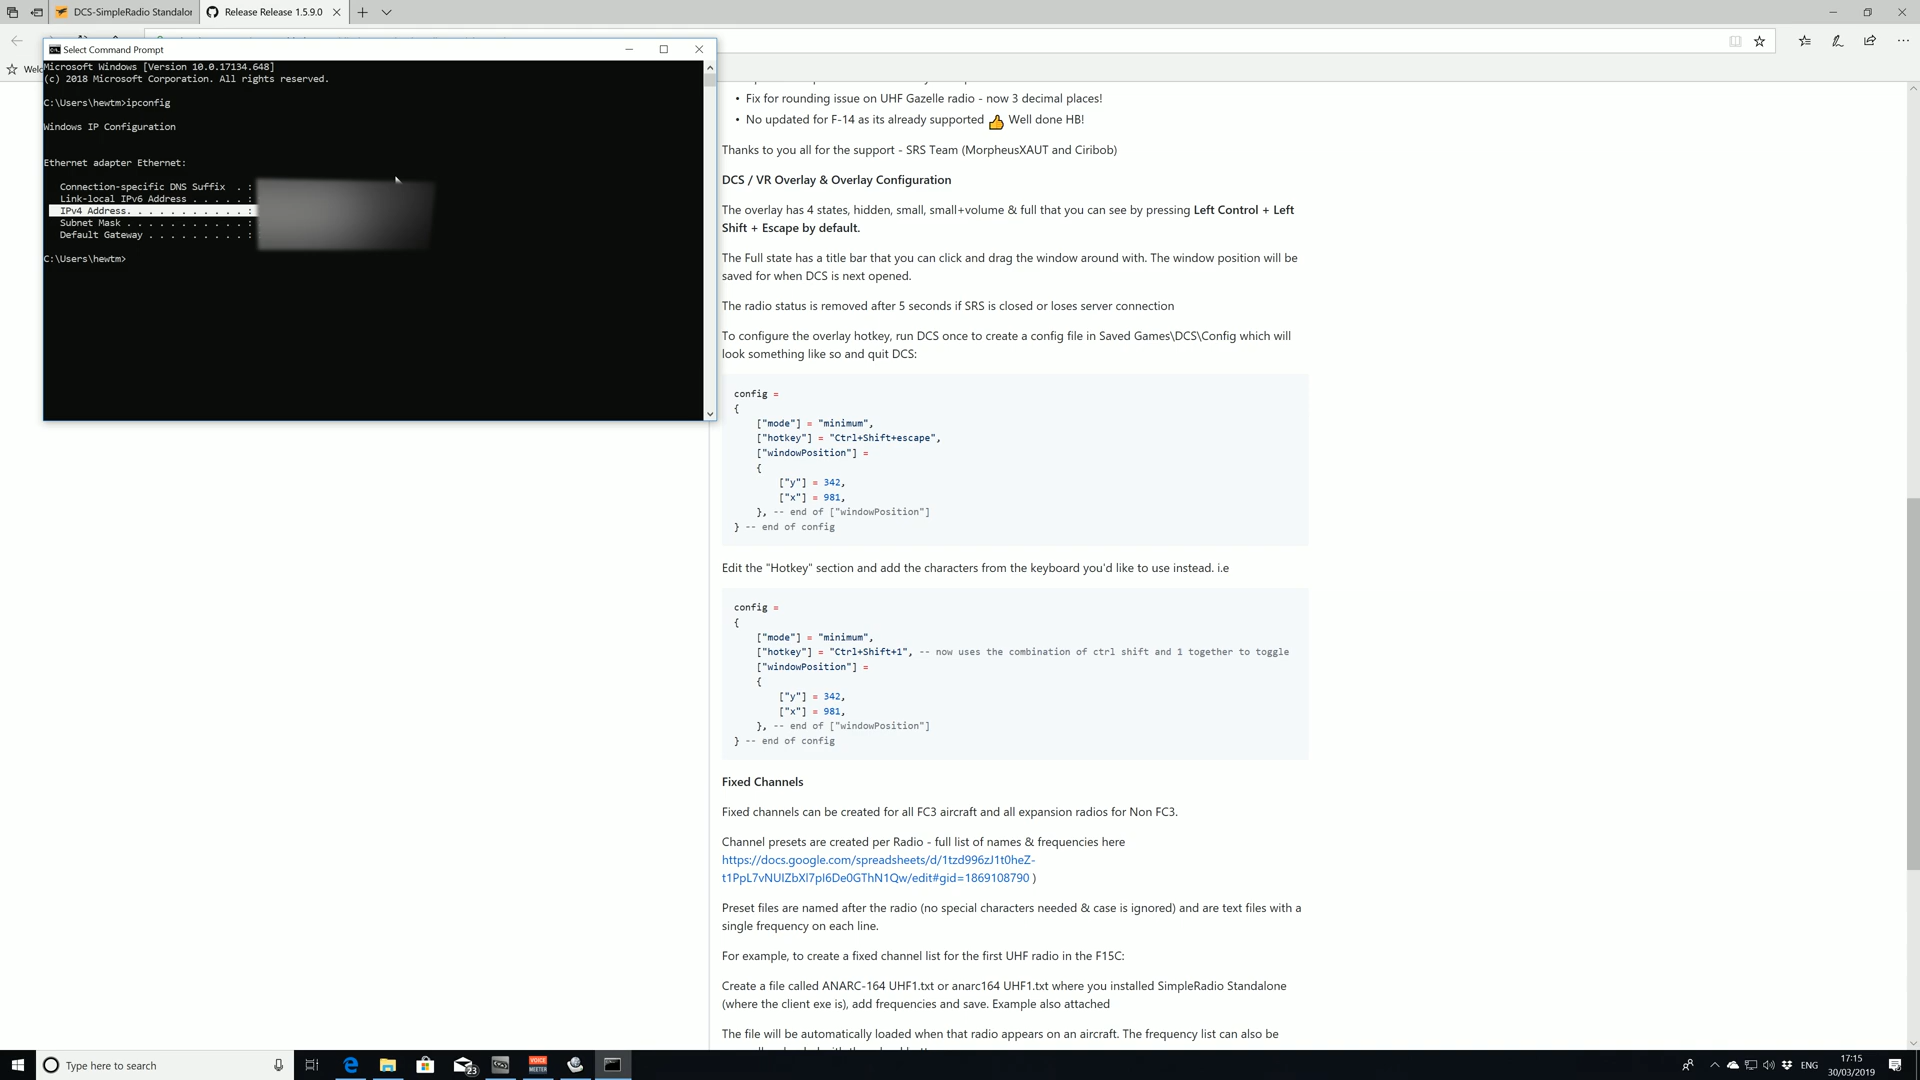 DCS-SimpleRadio Standalon
Release Release 1.5.9.0
Select Command Prompt
Microsoft Windows [Version 10.0.17134.648]
(c) 2018 Microsoft Corporation. All rights reserved.
C:\Users\hewtm>ipconfig
Windows IP Configuration
Ethernet adapter Ethernet:
Connection-specific DNS Suffix . :
Link-local IPv6 Address . . . . . :
IPv4 Address. . . . . . . . . . . :
Subnet Mask . . . . . . . . . . . :
Default Gateway . . . . . . . . . :
C:\Users\hewtm>
• Fix for rounding issue on UHF Gazelle radio - now 3 decimal places!
• No updated for F-14 as its already supported 👍 Well done HB!
Thanks to you all for the support - SRS Team (MorpheusXAUT and Ciribob)
DCS / VR Overlay & Overlay Configuration
The overlay has 4 states, hidden, small, small+volume & full that you can see by pressing Left Control + Left
Shift + Escape by default.
The Full state has a title bar that you can click and drag the window around with. The window position will be
saved for when DCS is next opened.
The radio status is removed after 5 seconds if SRS is closed or loses server connection
To configure the overlay hotkey, run DCS once to create a config file in Saved Games\DCS\Config which will
look something like so and quit DCS:
config =
{
["mode"] = "minimum",
["hotkey"] = "Ctrl+Shift+escape",
["windowPosition"] =
{
["y"] = 342,
["x"] = 981,
}, -- end of ["windowPosition"]
} -- end of config
Edit the "Hotkey" section and add the characters from the keyboard you'd like to use instead. i.e
config =
{
["mode"] = "minimum",
["hotkey"] = "Ctrl+Shift+1", -- now uses the combination of ctrl shift and 1 together to toggle
["windowPosition"] =
{
["y"] = 342,
["x"] = 981,
}, -- end of ["windowPosition"]
} -- end of config
Fixed Channels
Fixed channels can be created for all FC3 aircraft and all expansion radios for Non FC3.
Channel presets are created per Radio - full list of names & frequencies here
https://docs.google.com/spreadsheets/d/1tzd996zJ1t0heZ-
t1PpL7vNUIZbXl7pI6De0GThN1Qw/edit#gid=1869108790 )
Preset files are named after the radio (no special characters needed & case is ignored) and are text files with a
single frequency on each line.
For example, to create a fixed channel list for the first UHF radio in the F15C:
Create a file called ANARC-164 UHF1.txt or anarc164 UHF1.txt where you installed SimpleRadio Standalone
(where the client exe is), add frequencies and save. Example also attached
The file will be automatically loaded when that radio appears on an aircraft. The frequency list can also be
Type here to search
23
VOICE
MEETER
ENG
17:15
30/03/2019